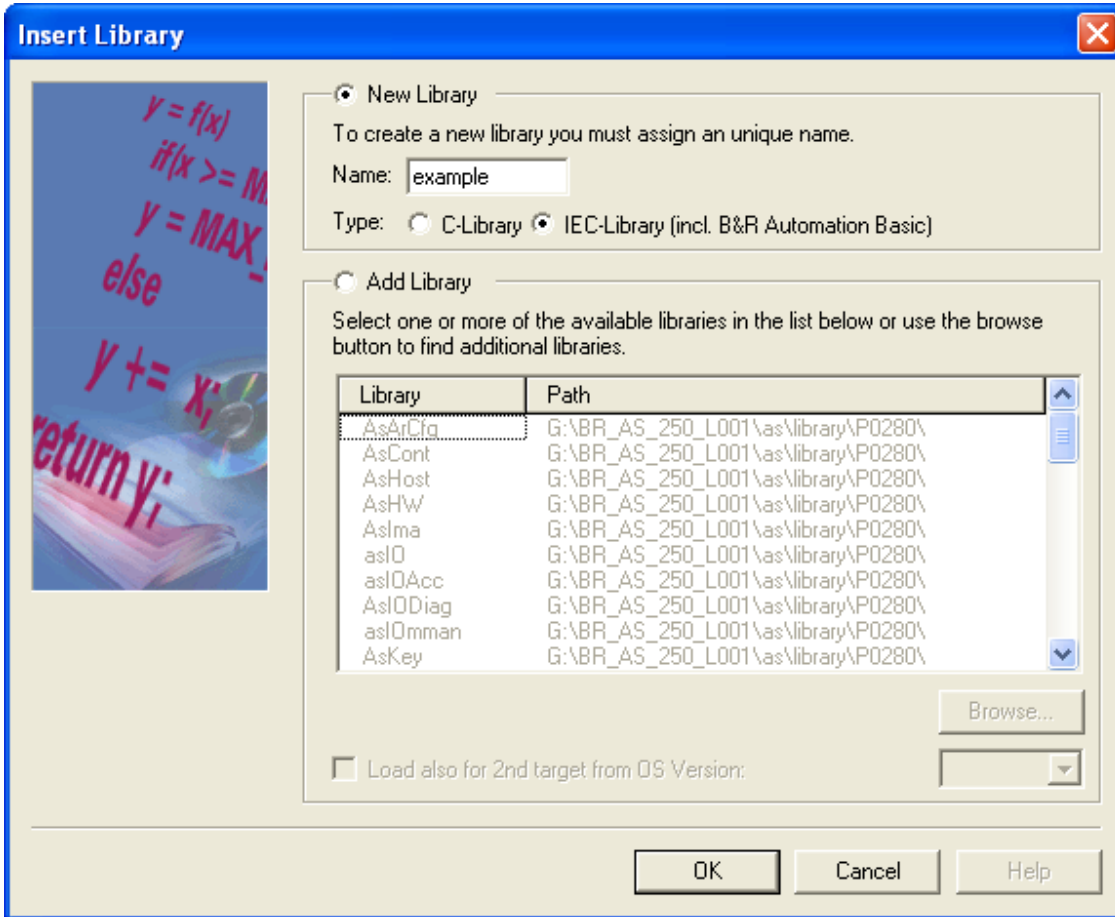 Insert Library
y = f(x)
if(x >= M
y = MAX_
else
y += x;
return y;
New Library
To create a new library you must assign an unique name.
Name: example
Type: C-Library IEC-Library (incl. B&R Automation Basic)
Add Library
Select one or more of the available libraries in the list below or use the browse
button to find additional libraries.
Library Path
AsArCfg G:\BR_AS_250_L001\as\library\P0280\
AsCont G:\BR_AS_250_L001\as\library\P0280\
AsHost G:\BR_AS_250_L001\as\library\P0280\
AsHW G:\BR_AS_250_L001\as\library\P0280\
AsIma G:\BR_AS_250_L001\as\library\P0280\
asIO G:\BR_AS_250_L001\as\library\P0280\
asIOAcc G:\BR_AS_250_L001\as\library\P0280\
AsIODiag G:\BR_AS_250_L001\as\library\P0280\
asIOmman G:\BR_AS_250_L001\as\library\P0280\
AsKey G:\BR_AS_250_L001\as\library\P0280\
Browse...
Load also for 2nd target from OS Version:
OK Cancel Help